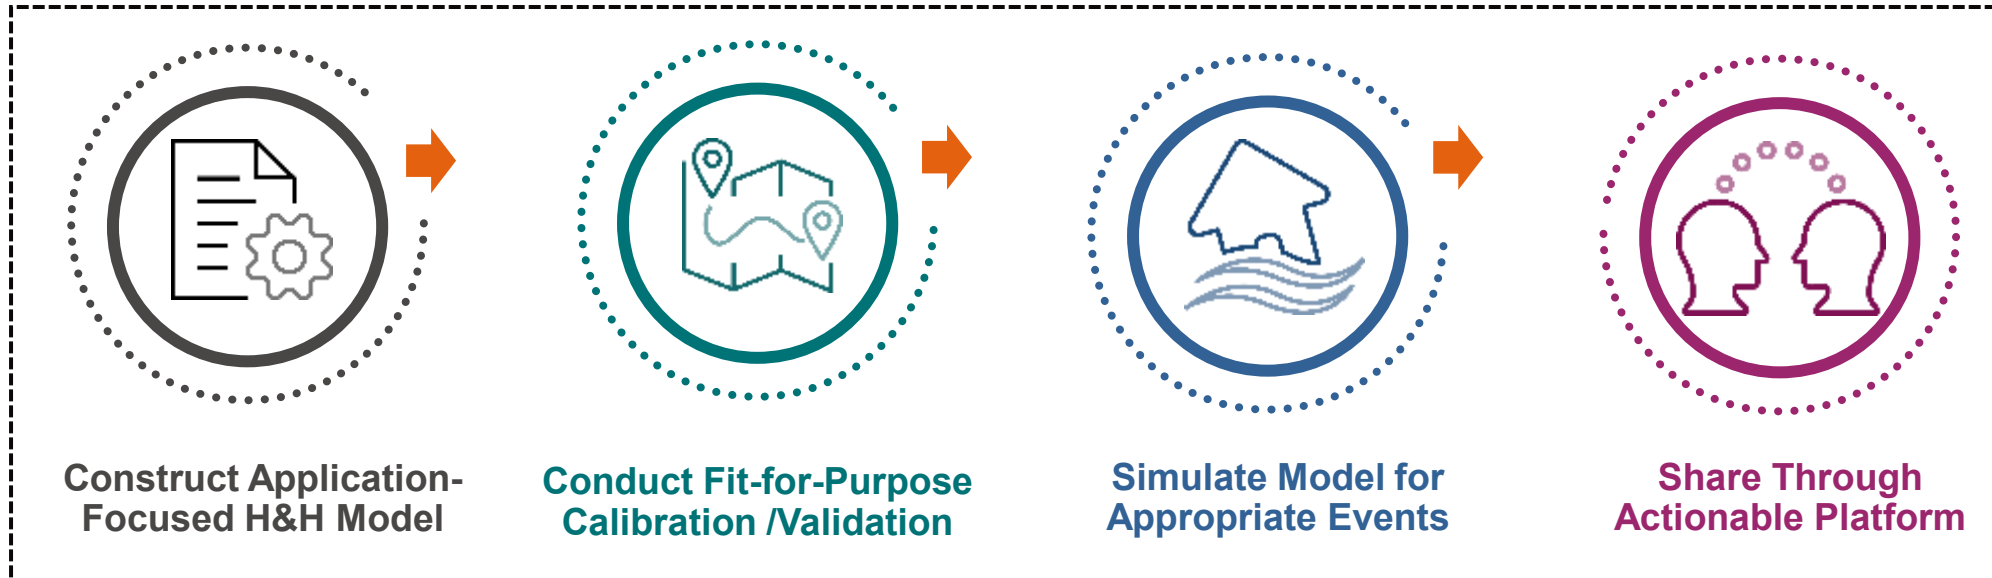 Construct Application-
Focused H&H Model
Conduct Fit-for-Purpose
Calibration /Validation
Simulate Model for
Appropriate Events
Share Through
Actionable Platform